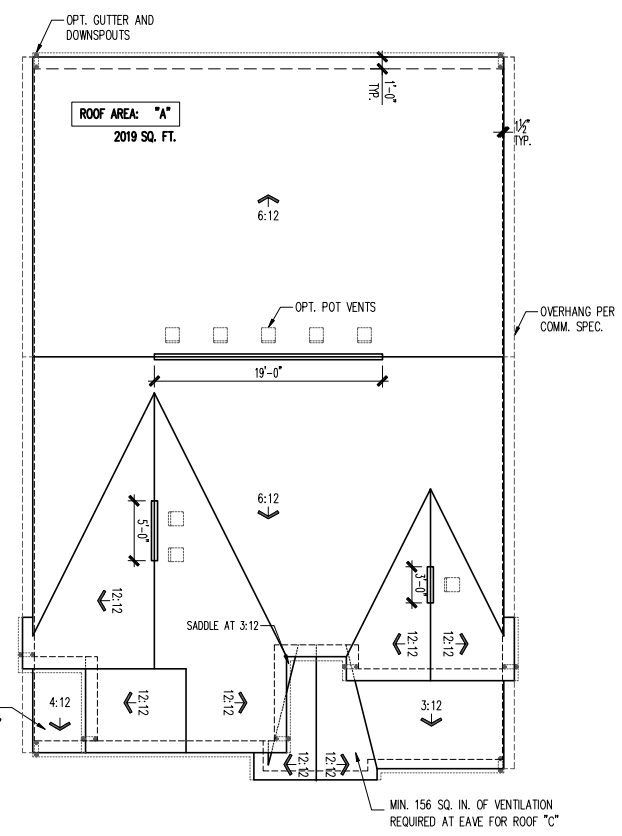 OPT. GUTTER AND
DOWNSPOUTS
1'-0"
TYP.
ROOF AREA: "A"
2019 SQ. FT.
1½"
TYP.
6:12
OPT. POT VENTS
OVERHANG PER
COMM. SPEC.
19'-0"
6:12
5'-0"
3'-0"
12:12
SADDLE AT 3:12
12:12
12:12
4:12
12:12
12:12
3:12
12:12
12:12
MIN. 156 SQ. IN. OF VENTILATION
REQUIRED AT EAVE FOR ROOF "C"